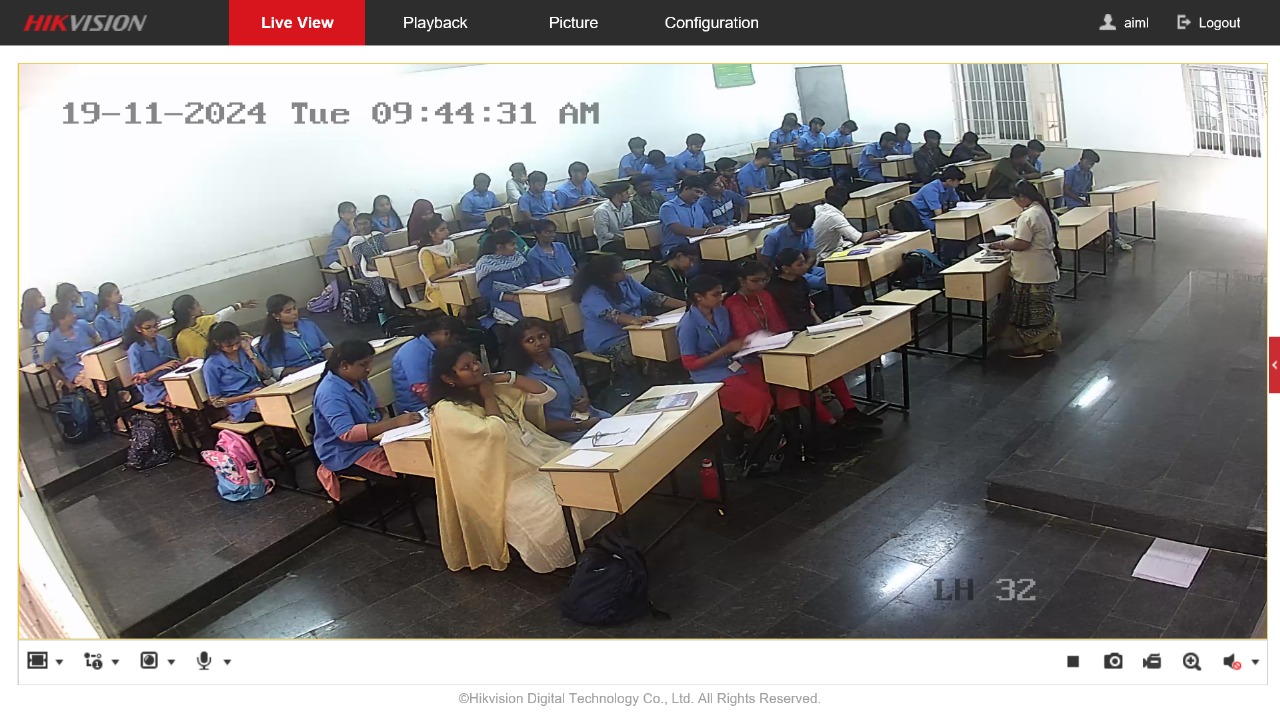 HIKVISION
Live View
Playback
Picture
Configuration
aiml
Logout
19-11-2024 Tue 09:44:31 AM
LH 32
©Hikvision Digital Technology Co., Ltd. All Rights Reserved.